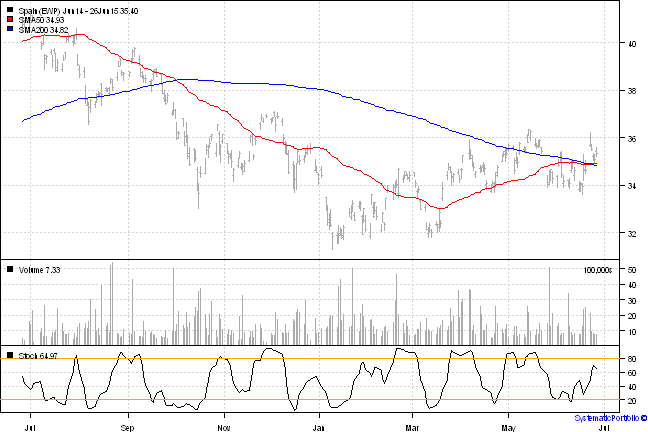 Spain (EWP) Jun14 - 26Jun15 35.40
SMA50 34.93
SMA200 34.82
40
38
36
34
32
Volume 7.33
100,000s
50
40
30
20
10
Stoch 64.97
80
60
40
20
Jul
Sep
Nov
Jan
Mar
May
Jul
SystematicPortfolio ©